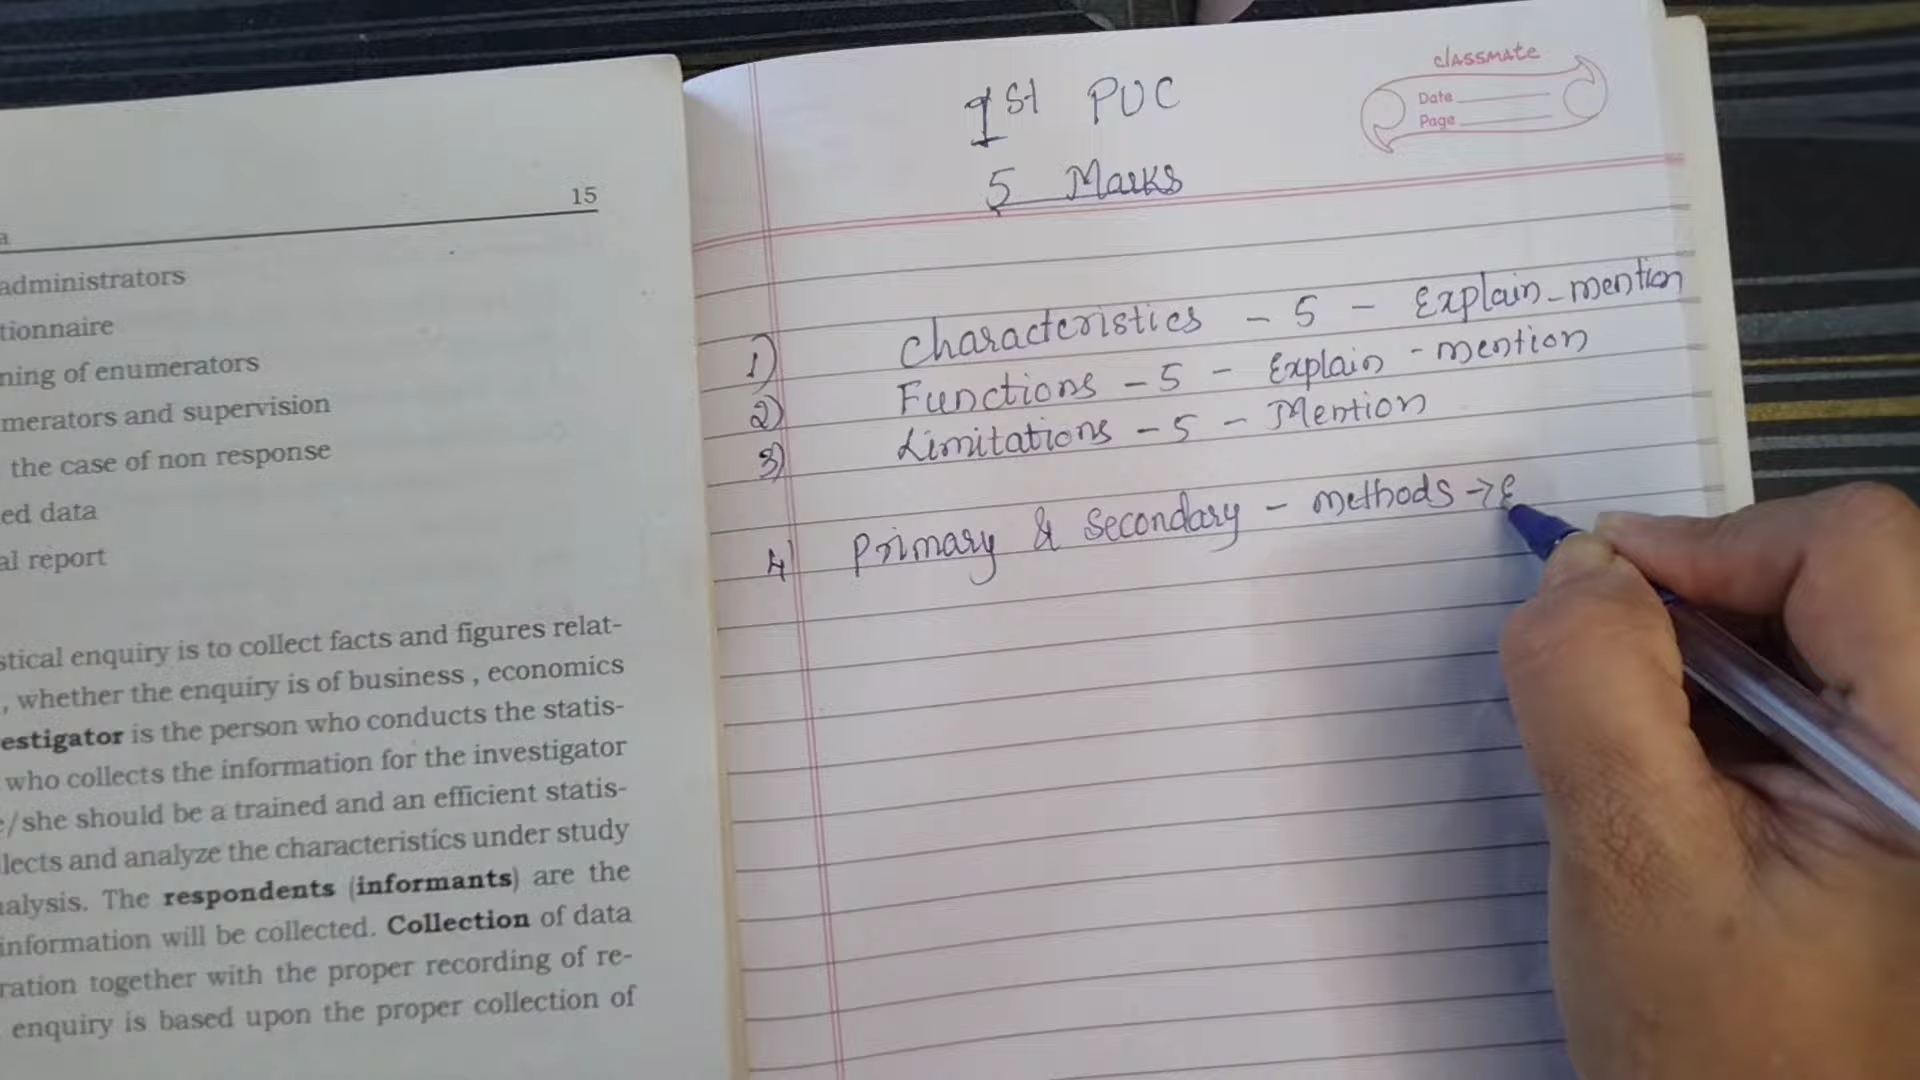 15
administrators
tionnaire
ning of enumerators
merators and supervision
the case of non response
ed data
al report
stical enquiry is to collect facts and figures relat-
, whether the enquiry is of business , economics
estigator is the person who conducts the statis-
who collects the information for the investigator
/she should be a trained and an efficient statis-
llects and analyze the characteristics under study
nalysis. The respondents (informants) are the
information will be collected. Collection of data
ration together with the proper recording of re-
enquiry is based upon the proper collection of
classmate
Date
Page
1st PUC
5 Marks
1) Characteristics - 5 - Explain - mention
2) Functions - 5 - Explain - mention
3) Limitations - 5 - Mention
4) Primary & Secondary - methods → E